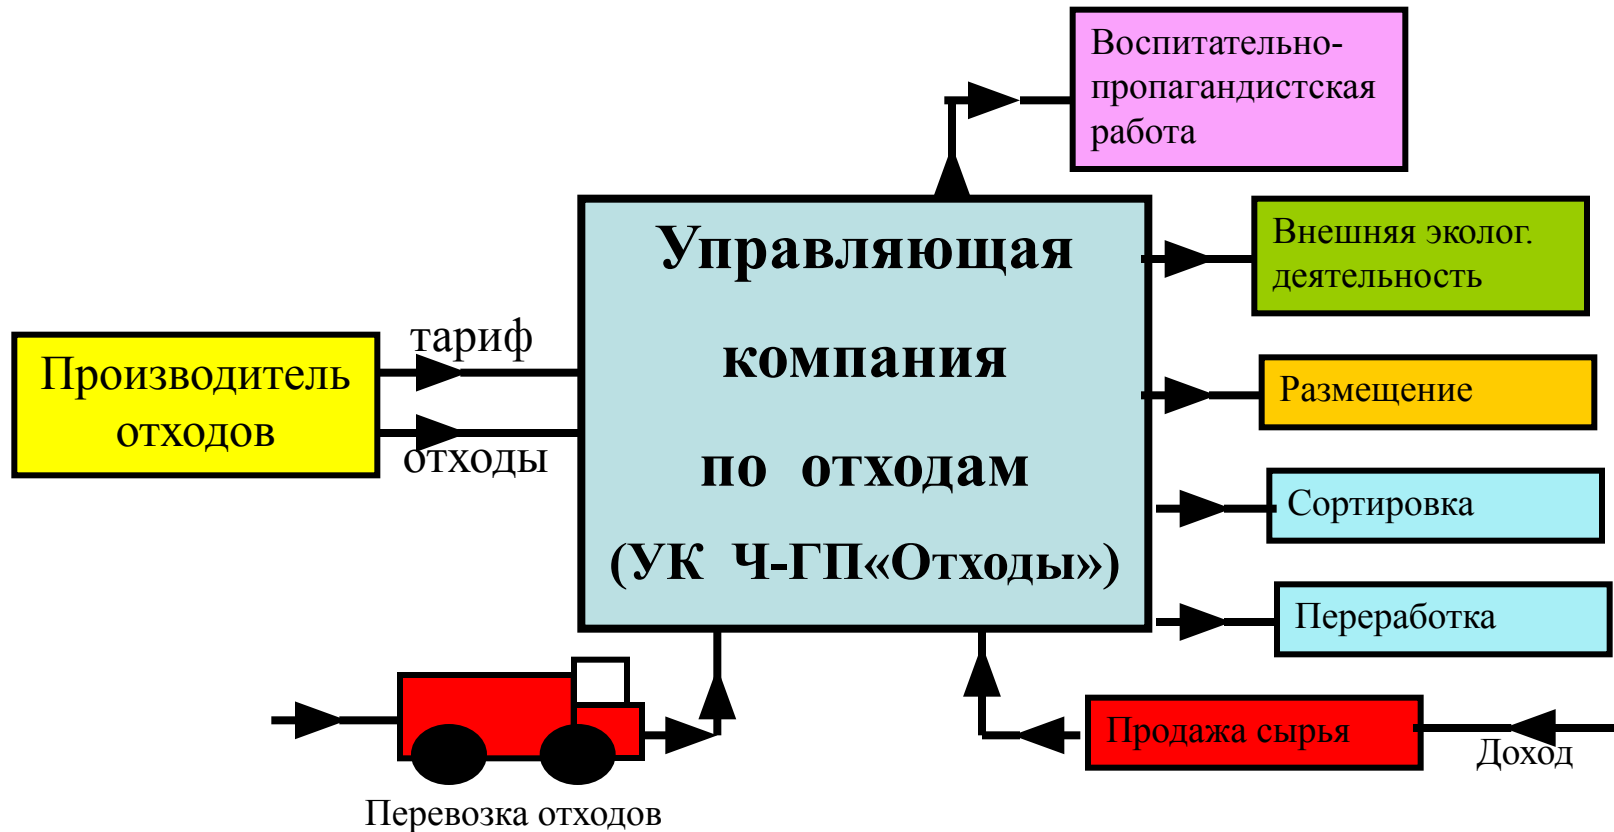 Воспитательно-
пропагандистская
работа
Управляющая
компания
по отходам
(УК Ч-ГП«Отходы»)
Внешняя эколог.
деятельность
тариф
Производитель
отходов
отходы
Размещение
Сортировка
Переработка
Продажа сырья
Доход
Перевозка отходов